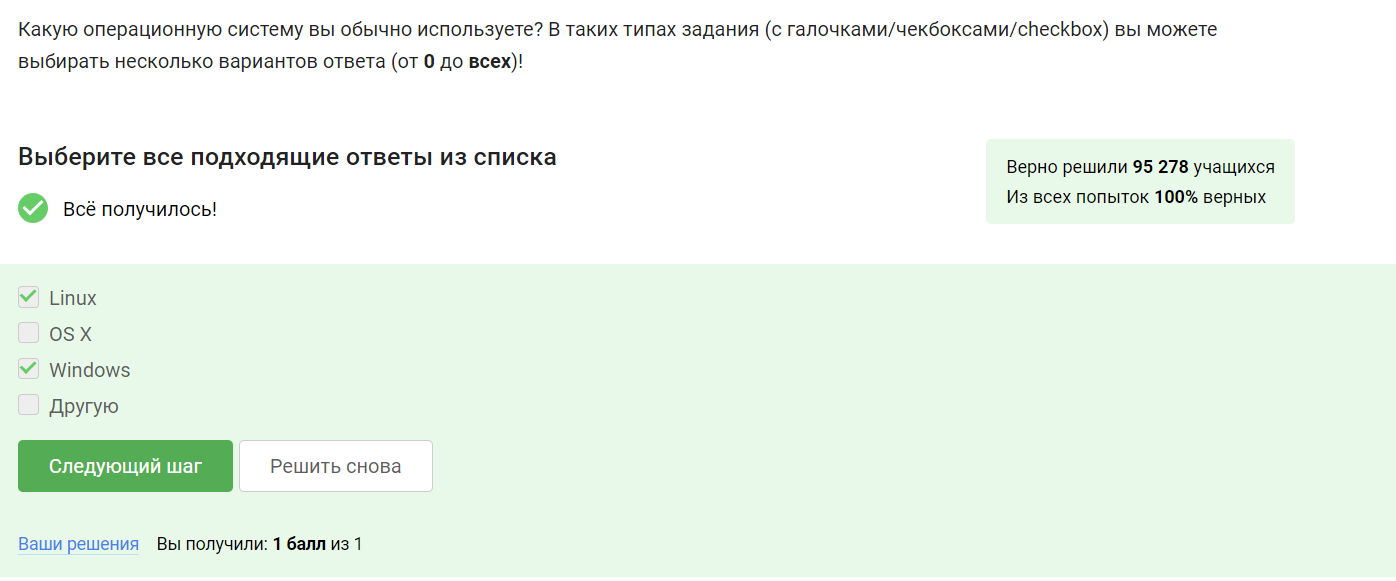 Какую операционную систему вы обычно используете? В таких типах задания (с галочками/чекбоксами/checkbox) вы можете
выбирать несколько вариантов ответа (от 0 до всех)!
Выберите все подходящие ответы из списка
Верно решили 95 278 учащихся
Из всех попыток 100% верных
Всё получилось!
Linux
OS X
Windows
Другую
Следующий шаг
Решить снова
Ваши решения Вы получили: 1 балл из 1